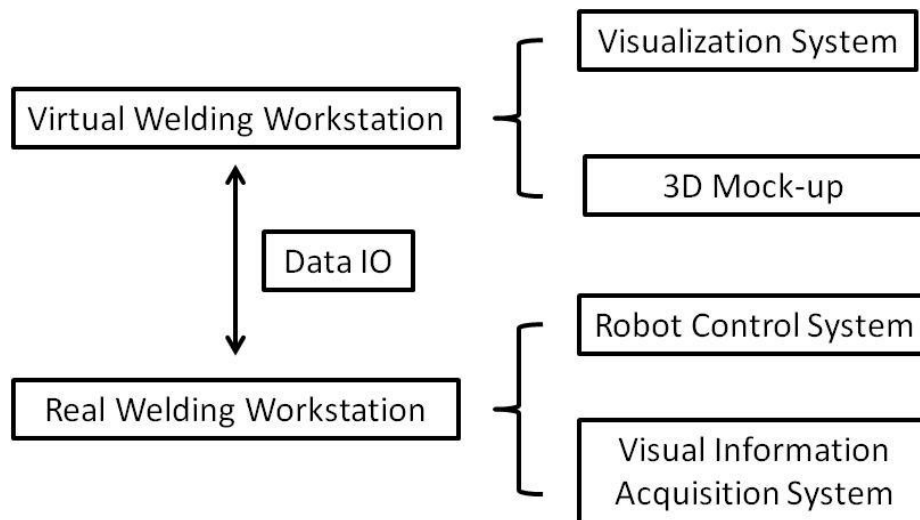 Visualization System
Virtual Welding Workstation
3D Mock-up
Data IO
Robot Control System
Real Welding Workstation
Visual Information
Acquisition System